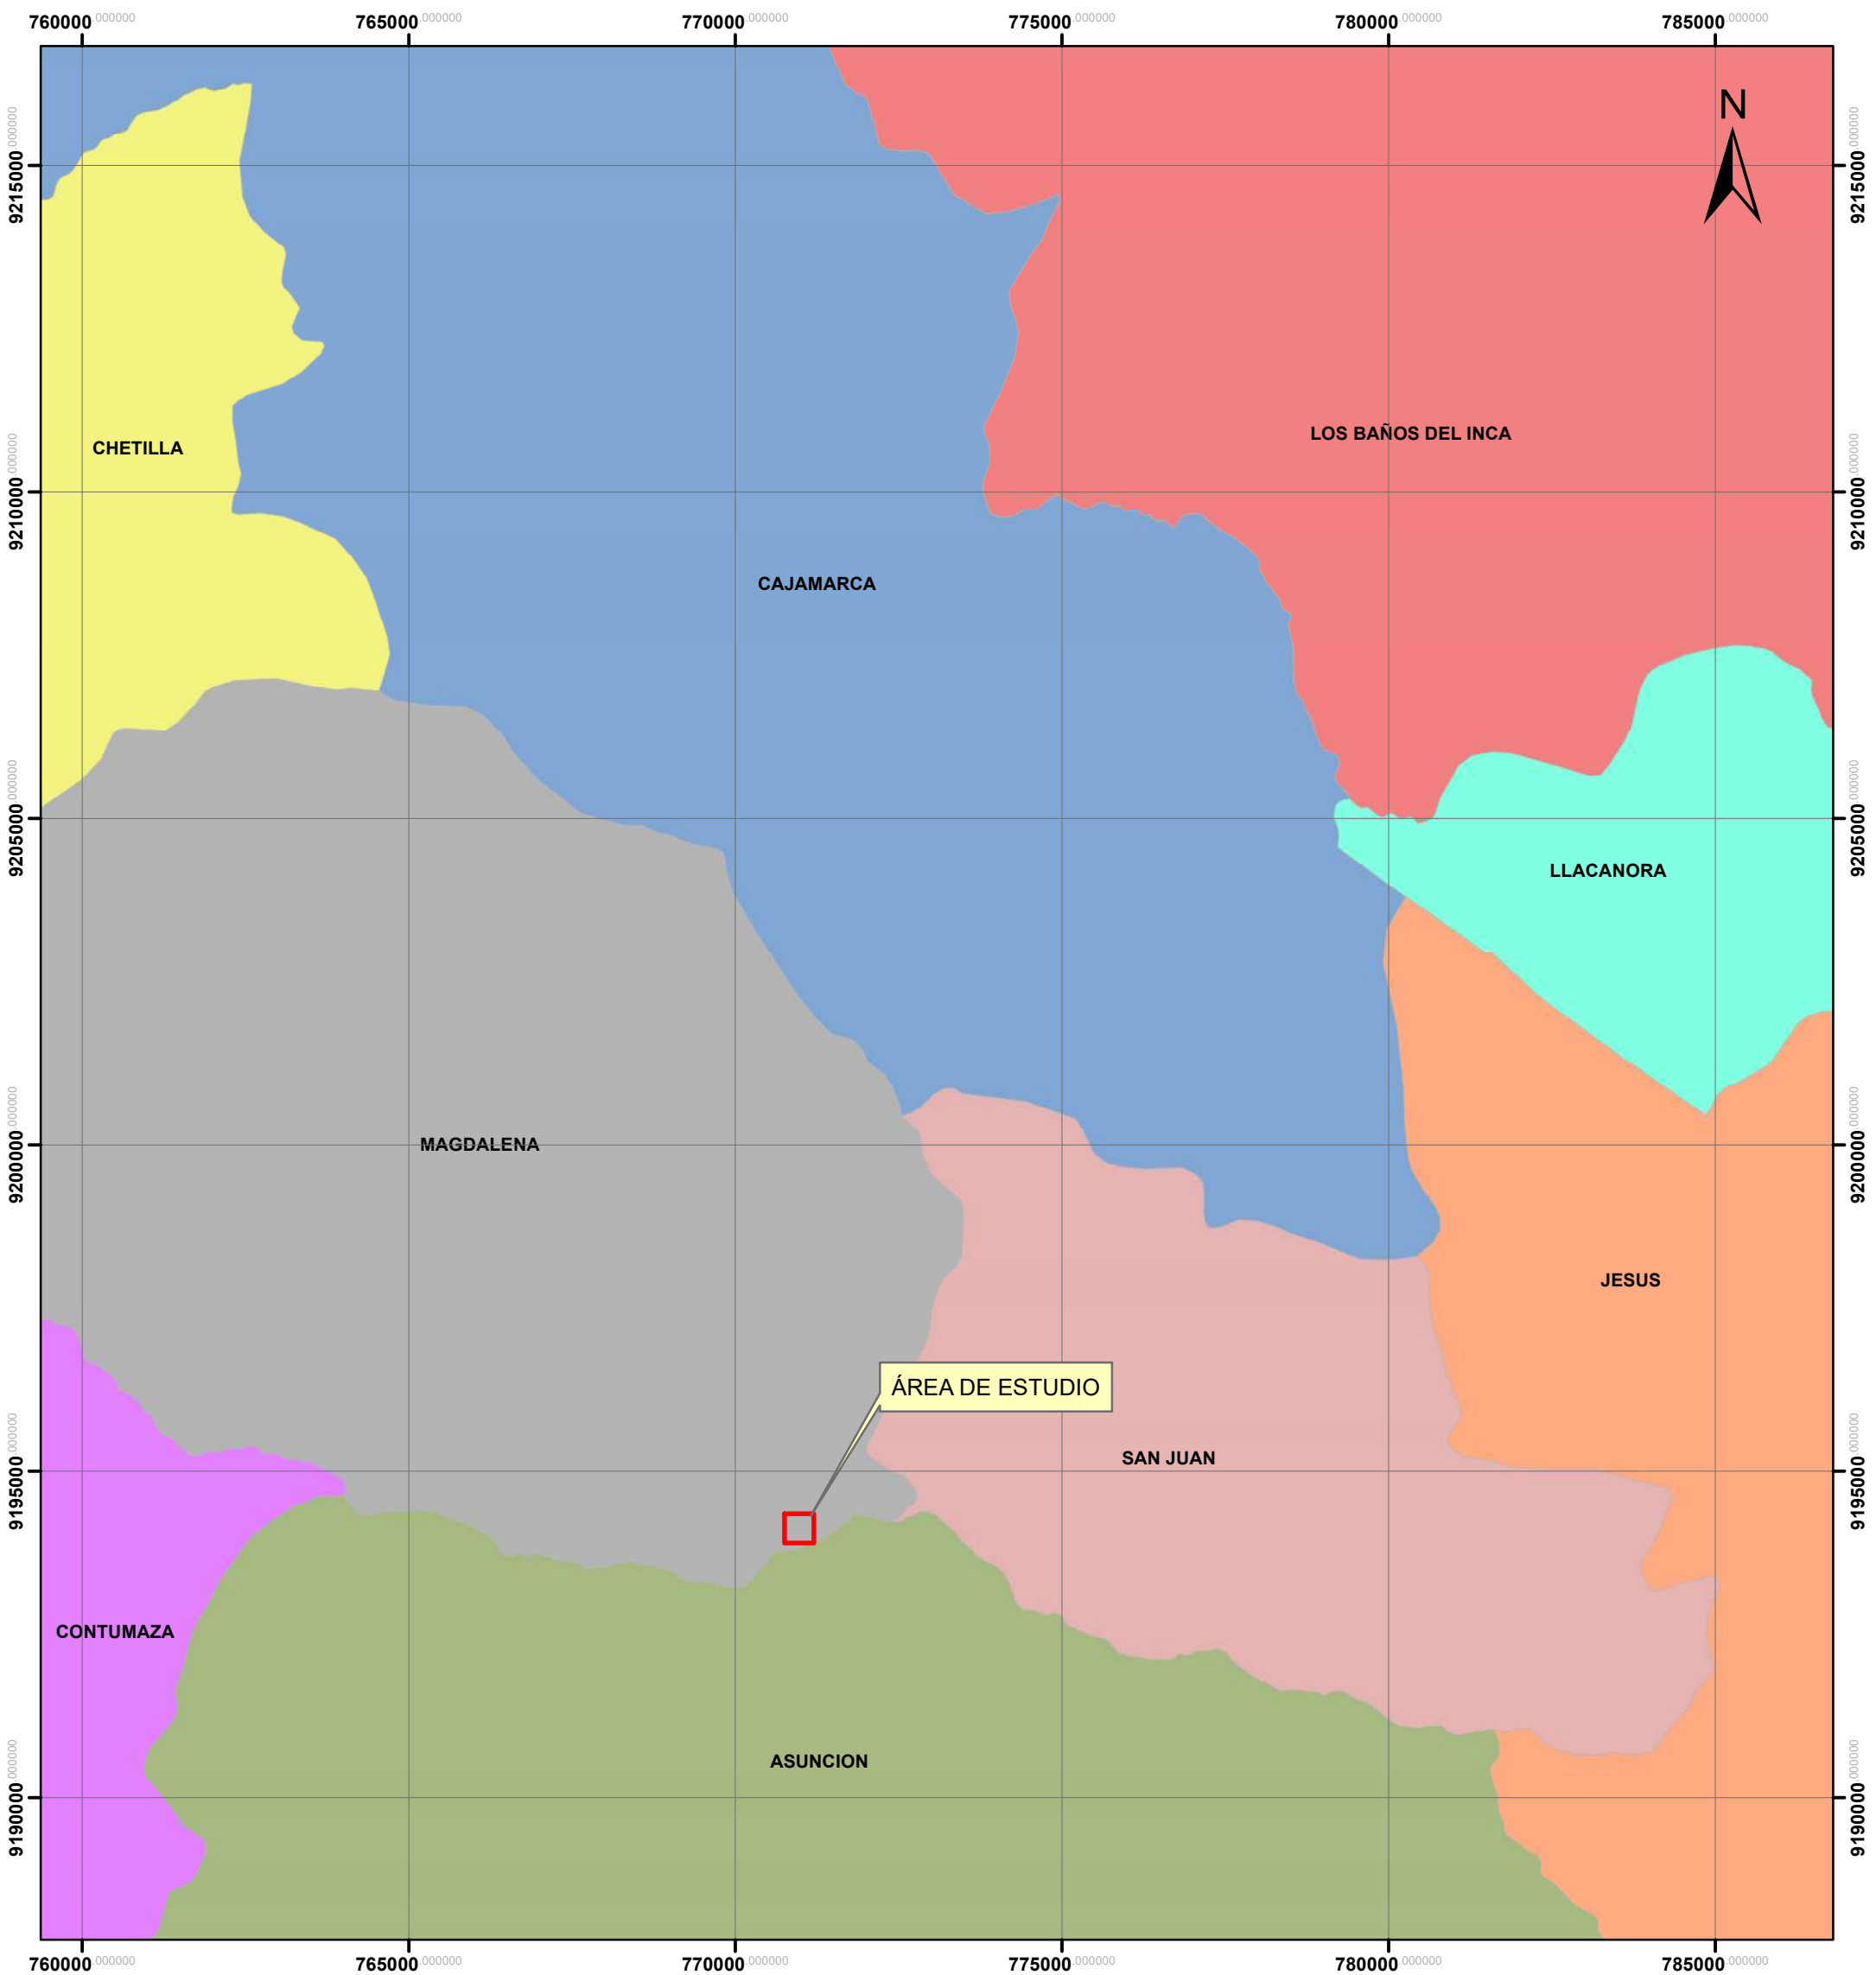 760000.000000 765000.000000 770000.000000 775000.000000 780000.000000 785000.000000
N
9215000.000000 9215000.000000
LOS BAÑOS DEL INCA
CHETILLA
9210000.000000 9210000.000000
CAJAMARCA
9205000.000000 9205000.000000
LLACANORA
MAGDALENA
9200000.000000 9200000.000000
JESUS
ÁREA DE ESTUDIO
SAN JUAN
9195000.000000 9195000.000000
CONTUMAZA
ASUNCION
9190000.000000 9190000.000000
760000.000000 765000.000000 770000.000000 775000.000000 780000.000000 785000.000000